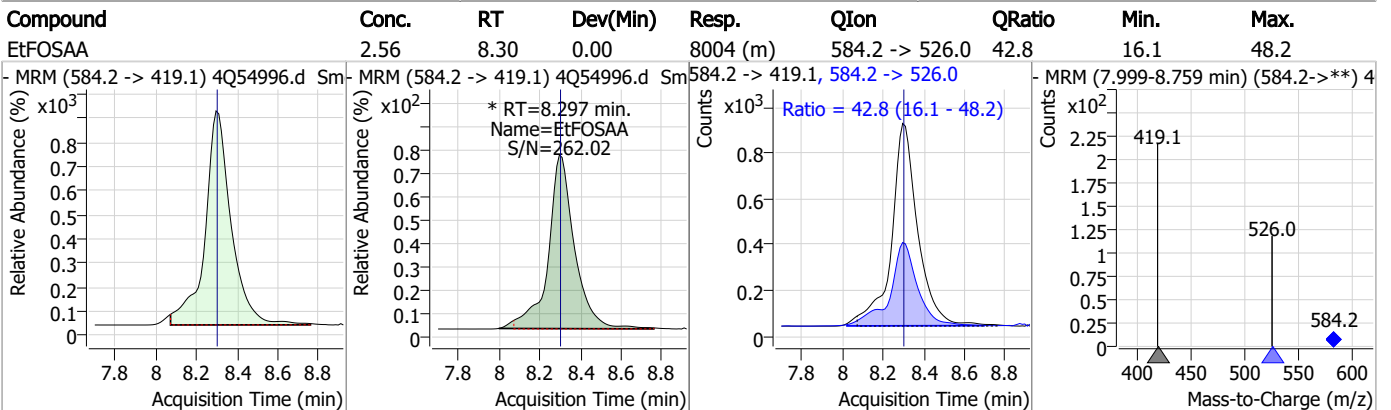 Compound Conc. RT Dev(Min) Resp. QIon QRatio Min. Max.
EtFOSAA 2.56 8.30 0.00 8004 (m) 584.2 -> 526.0 42.8 16.1 48.2
- MRM (584.2 -> 419.1) 4Q54996.d Sm
Relative Abundance (%)
x10³
0.8
0.7
0.6
0.5
0.4
0.3
0.2
0.1
0
7.8 8 8.2 8.4 8.6 8.8
Acquisition Time (min)
- MRM (584.2 -> 419.1) 4Q54996.d Sm
Relative Abundance (%)
x10²
* RT=8.297 min.
Name=EtFOSAA
S/N=262.02
0.8
0.7
0.6
0.5
0.4
0.3
0.2
0.1
0
7.8 8 8.2 8.4 8.6 8.8
Acquisition Time (min)
584.2 -> 419.1, 584.2 -> 526.0
Counts
x10³
Ratio = 42.8 (16.1 - 48.2)
0.8
0.6
0.4
0.2
0
7.8 8 8.2 8.4 8.6 8.8
Acquisition Time (min)
- MRM (7.999-8.759 min) (584.2->**) 4
Counts
x10²
2.25
2
1.75
1.5
1.25
1
0.75
0.5
0.25
0
419.1
526.0
584.2
400 450 500 550 600
Mass-to-Charge (m/z)